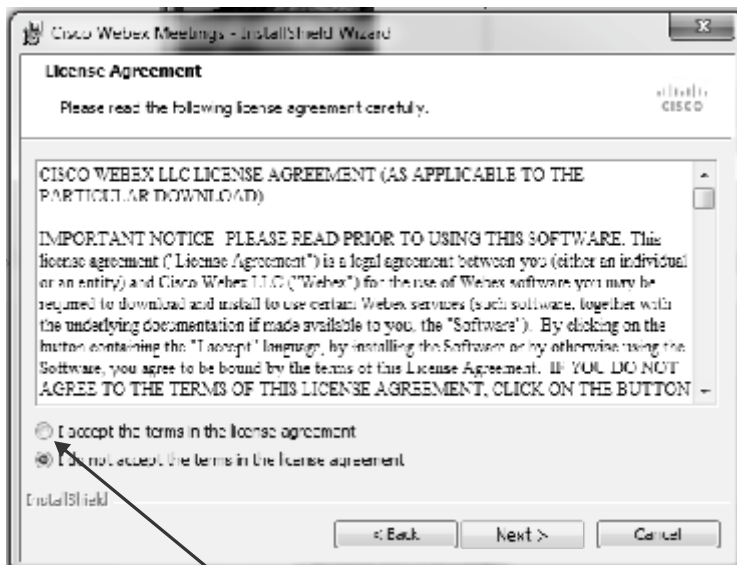 Cisco Webex Meetings - InstallShield Wizard
x
License Agreement
Please read the following license agreement carefully.
CISCO
CISCO WEBEX LLC LICENSE AGREEMENT (AS APPLICABLE TO THE
PARTICULAR DOWNLOAD)
IMPORTANT NOTICE PLEASE READ PRIOR TO USING THIS SOFTWARE. This
license agreement ("License Agreement") is a legal agreement between you (either an individual
or an entity) and Cisco Webex LLC ("Webex") for the use of Webex software you may be
required to download and install to use certain Webex services (such software, together with
the underlying documentation if made available to you, the "Software"). By clicking on the
button containing the "I accept" language, by installing the Software or by otherwise using the
Software, you agree to be bound by the terms of this License Agreement. IF YOU DO NOT
AGREE TO THE TERMS OF THIS LICENSE AGREEMENT, CLICK ON THE BUTTON
I accept the terms in the license agreement
I do not accept the terms in the license agreement
InstallShield
< Back
Next >
Cancel